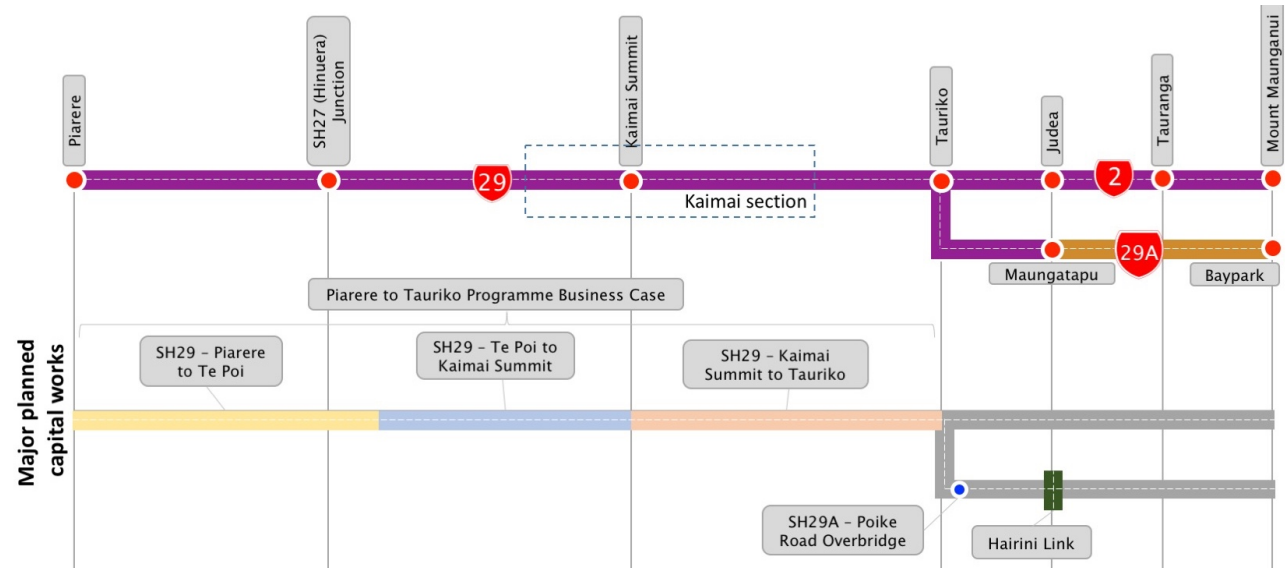 Piarere
SH27 (Hinuera)
Junction
Kaimai Summit
Tauriko
Judea
Tauranga
Mount Maunganui
29
2
Kaimai section
29A
Maungatapu
Baypark
Piarere to Tauriko Programme Business Case
SH29 – Piarere
to Te Poi
SH29 – Te Poi to
Kaimai Summit
SH29 – Kaimai
Summit to Tauriko
Major planned
capital works
SH29A – Poike
Road Overbridge
Hairini Link